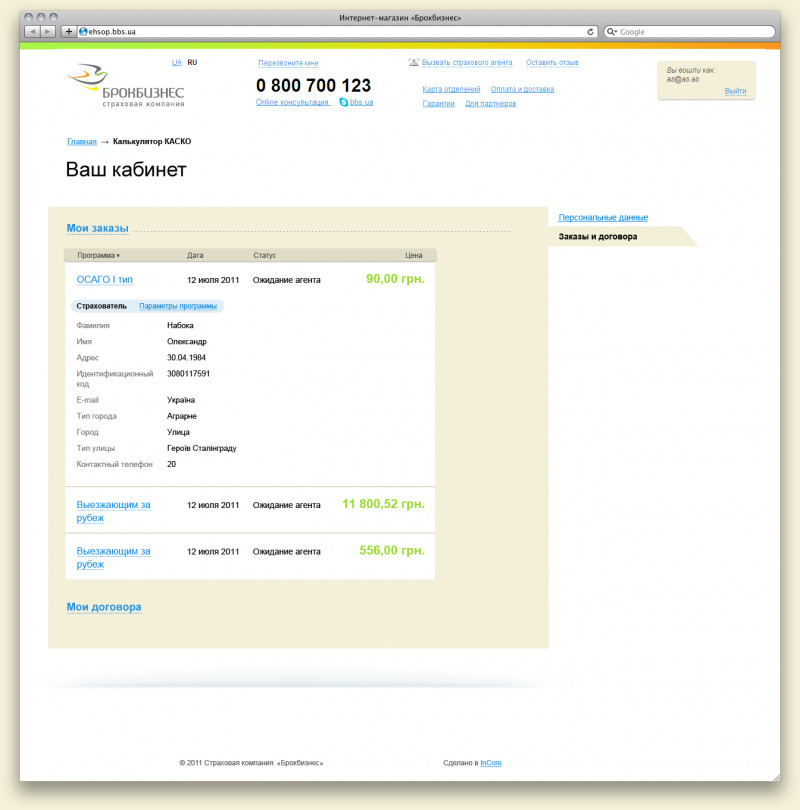 Интернет-магазин «Брокбизнес»
ehsop.bbs.ua
Google
UA RU
БРОКБИЗНЕС
страховая компания
Перезвоните мне
0 800 700 123
Online консультация bbs.ua
Вызвать страхового агента Оставить отзыв
Карта отделений Оплата и доставка
Гарантии Для партнеров
Вы вошли как:
as@as.as
Выйти
Главная → Калькулятор КАСКО
Ваш кабинет
Персональные данные
Заказы и договора
Мои заказы
Программа ▾ Дата Статус Цена
ОСАГО I тип 12 июля 2011 Ожидание агента 90,00 грн.
Страхователь Параметры программы
Фамилия Набока
Имя Олександр
Адрес 30.04.1984
Идентификационный 3080117591
код
E-mail Україна
Тип города Аграрне
Город Улица
Тип улицы Героїв Сталінграду
Контактный телефон 20
Выезжающим за 12 июля 2011 Ожидание агента 11 800,52 грн.
рубеж
Выезжающим за 12 июля 2011 Ожидание агента 556,00 грн.
рубеж
Мои договора
© 2011 Страховая компания «Брокбизнес» Сделано в InCore